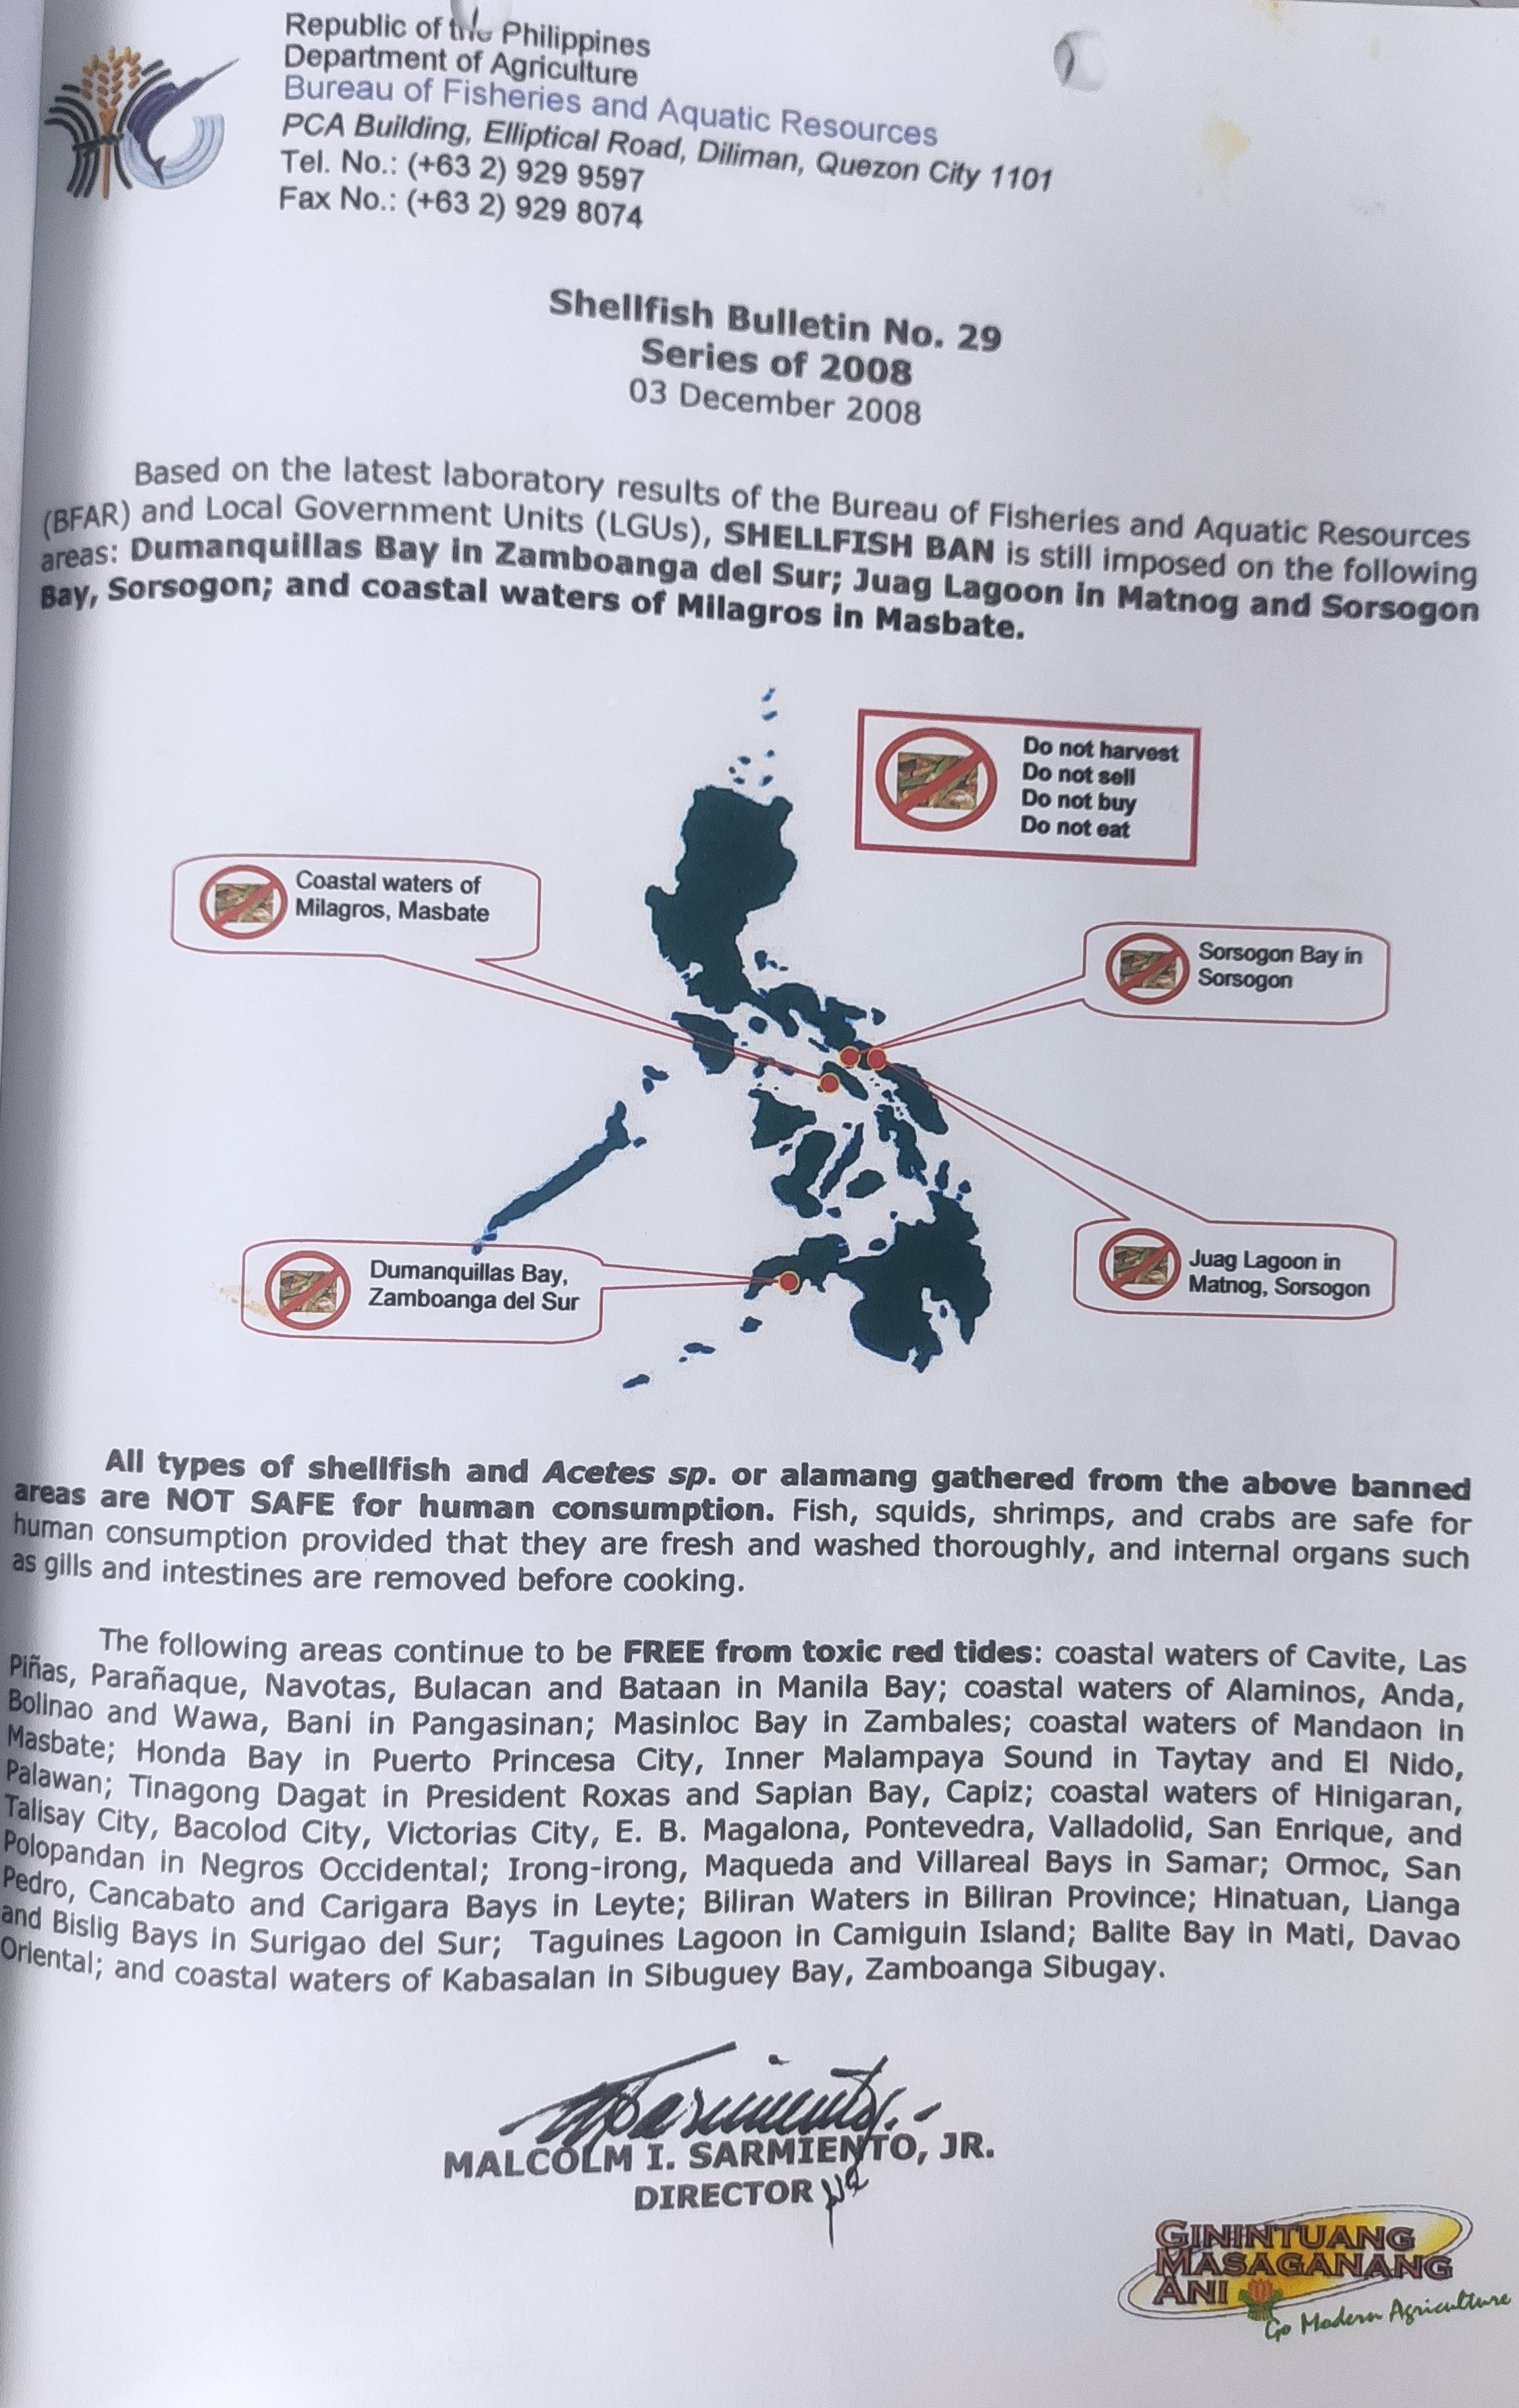 Republic of the Philippines
Department of Agriculture
Bureau of Fisheries and Aquatic Resources
PCA Building, Elliptical Road, Diliman, Quezon City 1101
Tel. No.: (+63 2) 929 9597
Fax No.: (+63 2) 929 8074
Shellfish Bulletin No. 29
Series of 2008
03 December 2008
Based on the latest laboratory results of the Bureau of Fisheries and Aquatic Resources
(BFAR) and Local Government Units (LGUs), SHELLFISH BAN is still imposed on the following
areas: Dumanquillas Bay in Zamboanga del Sur; Juag Lagoon in Matnog and Sorsogon
Bay, Sorsogon; and coastal waters of Milagros in Masbate.
Do not harvest
Do not sell
Do not buy
Do not eat
Coastal waters of
Milagros, Masbate
Sorsogon Bay in
Sorsogon
Dumanquillas Bay,
Zamboanga del Sur
Juag Lagoon in
Matnog, Sorsogon
All types of shellfish and Acetes sp. or alamang gathered from the above banned
areas are NOT SAFE for human consumption. Fish, squids, shrimps, and crabs are safe for
human consumption provided that they are fresh and washed thoroughly, and internal organs such
as gills and intestines are removed before cooking.
The following areas continue to be FREE from toxic red tides: coastal waters of Cavite, Las
Piñas, Parañaque, Navotas, Bulacan and Bataan in Manila Bay; coastal waters of Alaminos, Anda,
Bolinao and Wawa, Bani in Pangasinan; Masinloc Bay in Zambales; coastal waters of Mandaon in
Masbate; Honda Bay in Puerto Princesa City, Inner Malampaya Sound in Taytay and El Nido,
Palawan; Tinagong Dagat in President Roxas and Sapian Bay, Capiz; coastal waters of Hinigaran,
Talisay City, Bacolod City, Victorias City, E. B. Magalona, Pontevedra, Valladolid, San Enrique, and
Polopandan in Negros Occidental; Irong-irong, Maqueda and Villareal Bays in Samar; Ormoc, San
Pedro, Cancabato and Carigara Bays in Leyte; Biliran Waters in Biliran Province; Hinatuan, Lianga
and Bislig Bays in Surigao del Sur; Taguines Lagoon in Camiguin Island; Balite Bay in Mati, Davao
Oriental; and coastal waters of Kabasalan in Sibuguey Bay, Zamboanga Sibugay.
MALCOLM I. SARMIENTO, JR.
DIRECTOR
GININTUANG
MASAGANANG
ANI
Go Modern Agriculture